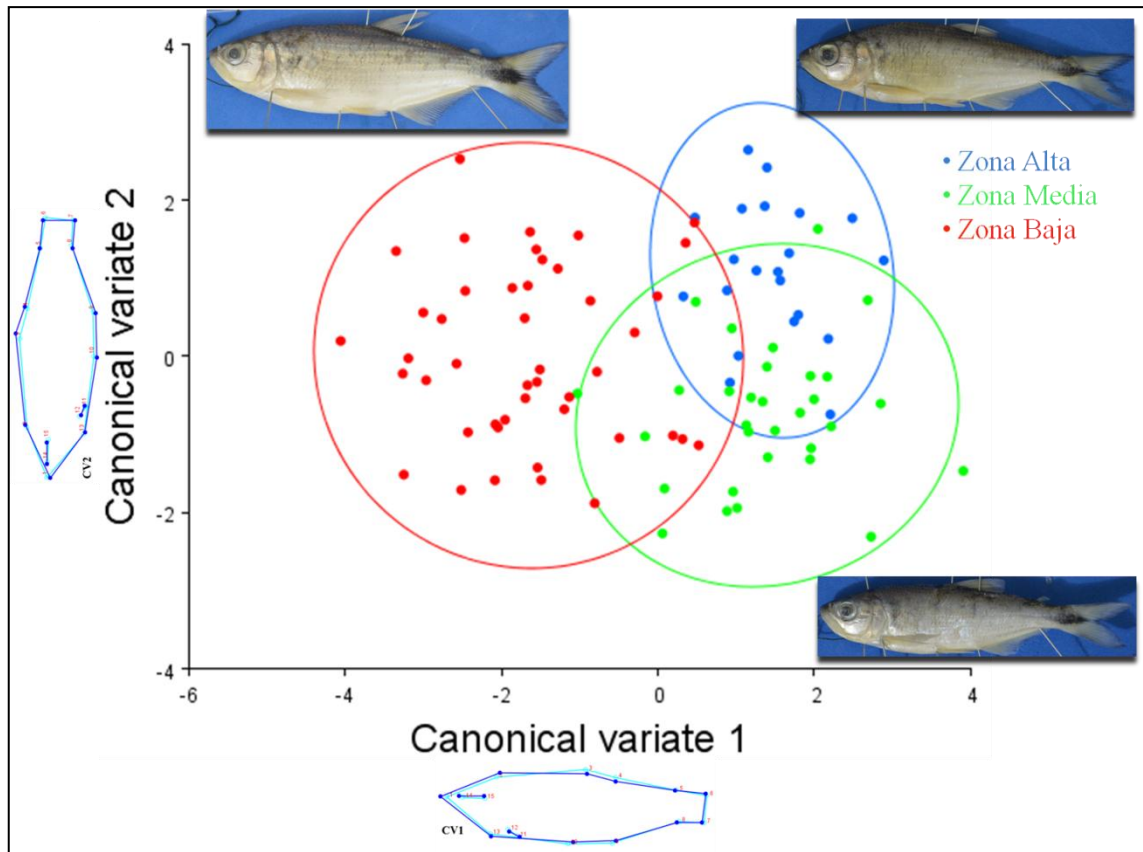 4
2
0
-2
-4
-6
-4
-2
0
2
4
Canonical variate 2
Canonical variate 1
• Zona Alta
• Zona Media
• Zona Baja
CV2
CV1